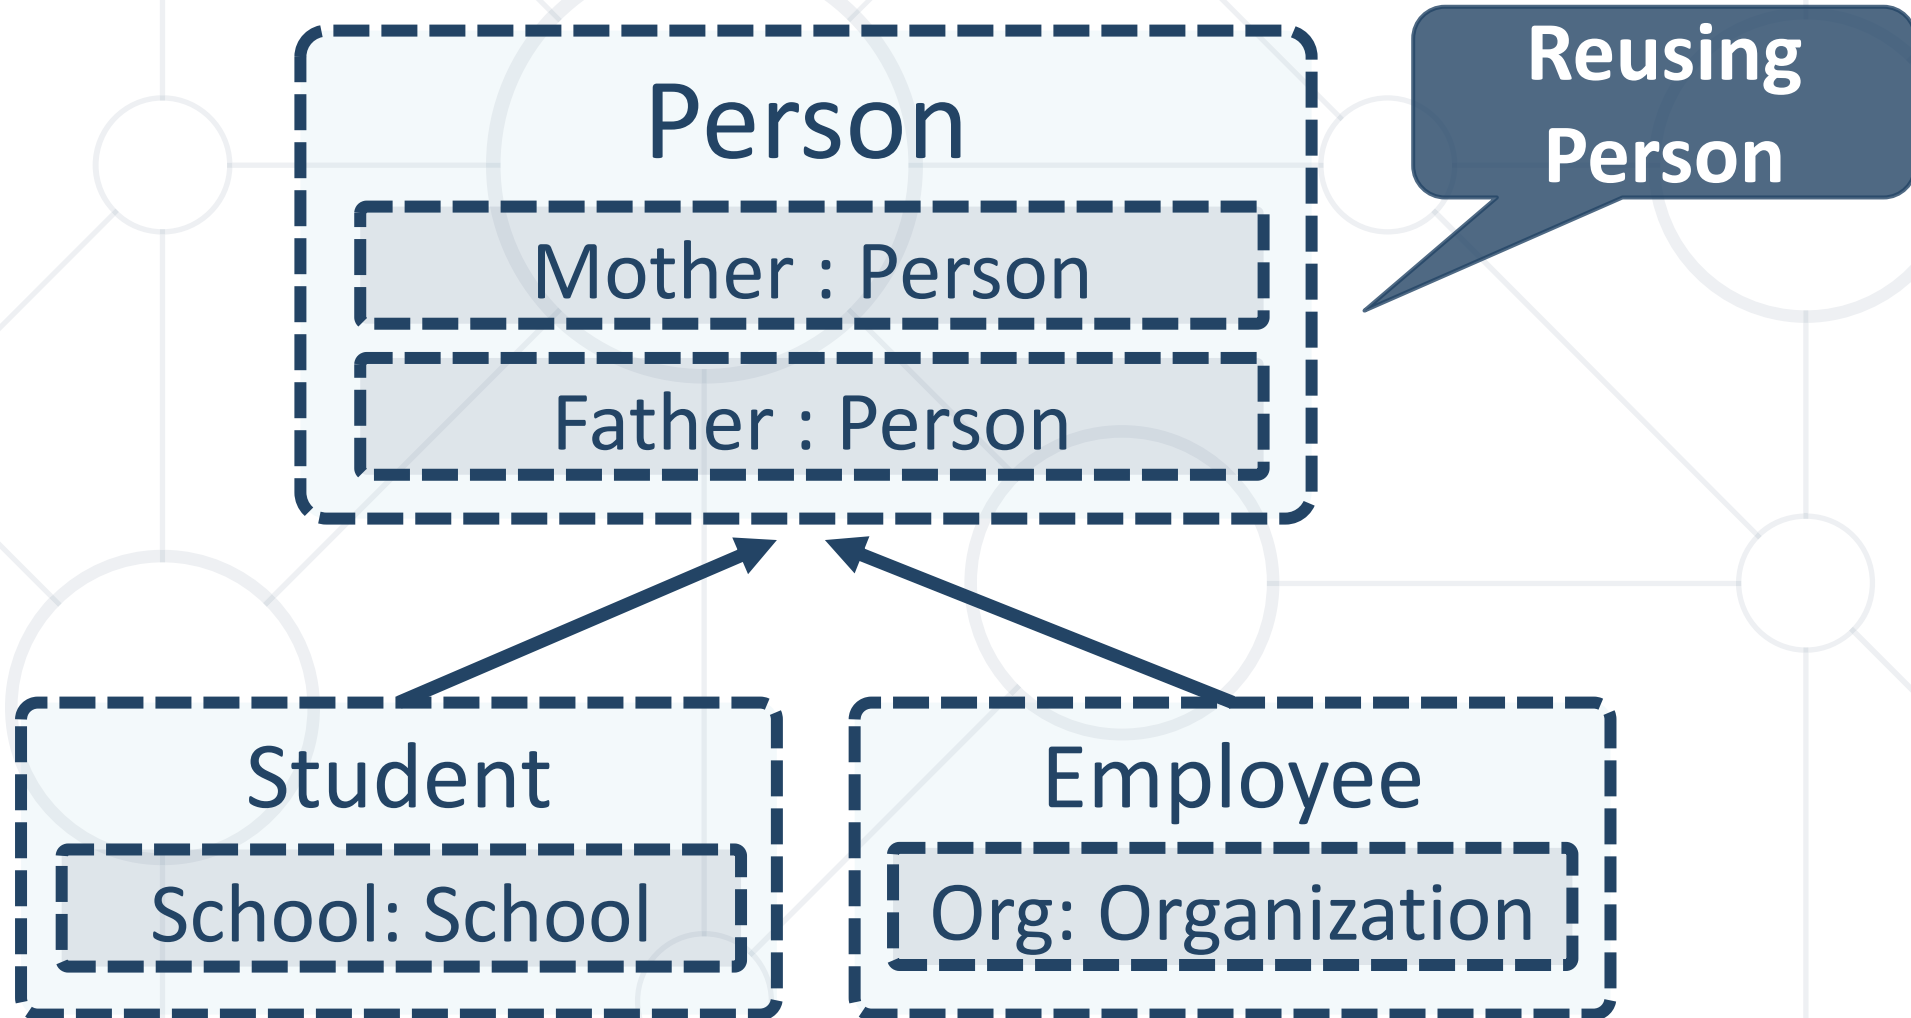 Person
Reusing
Person
Mother : Person
Father : Person
Student
School: School
Employee
Org: Organization